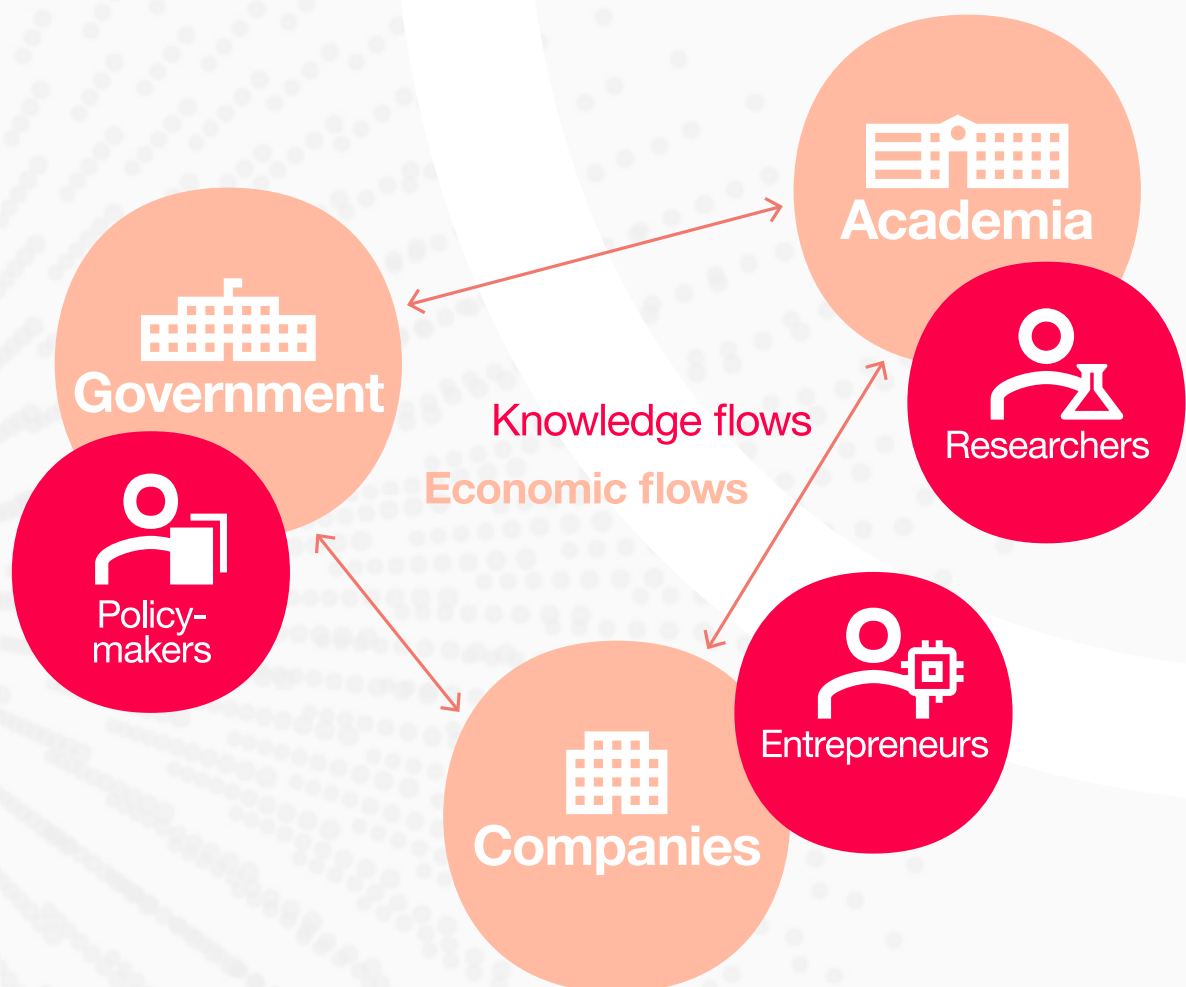 Academia
Government
Researchers
Knowledge flows
Economic flows
Policy-
makers
Entrepreneurs
Companies